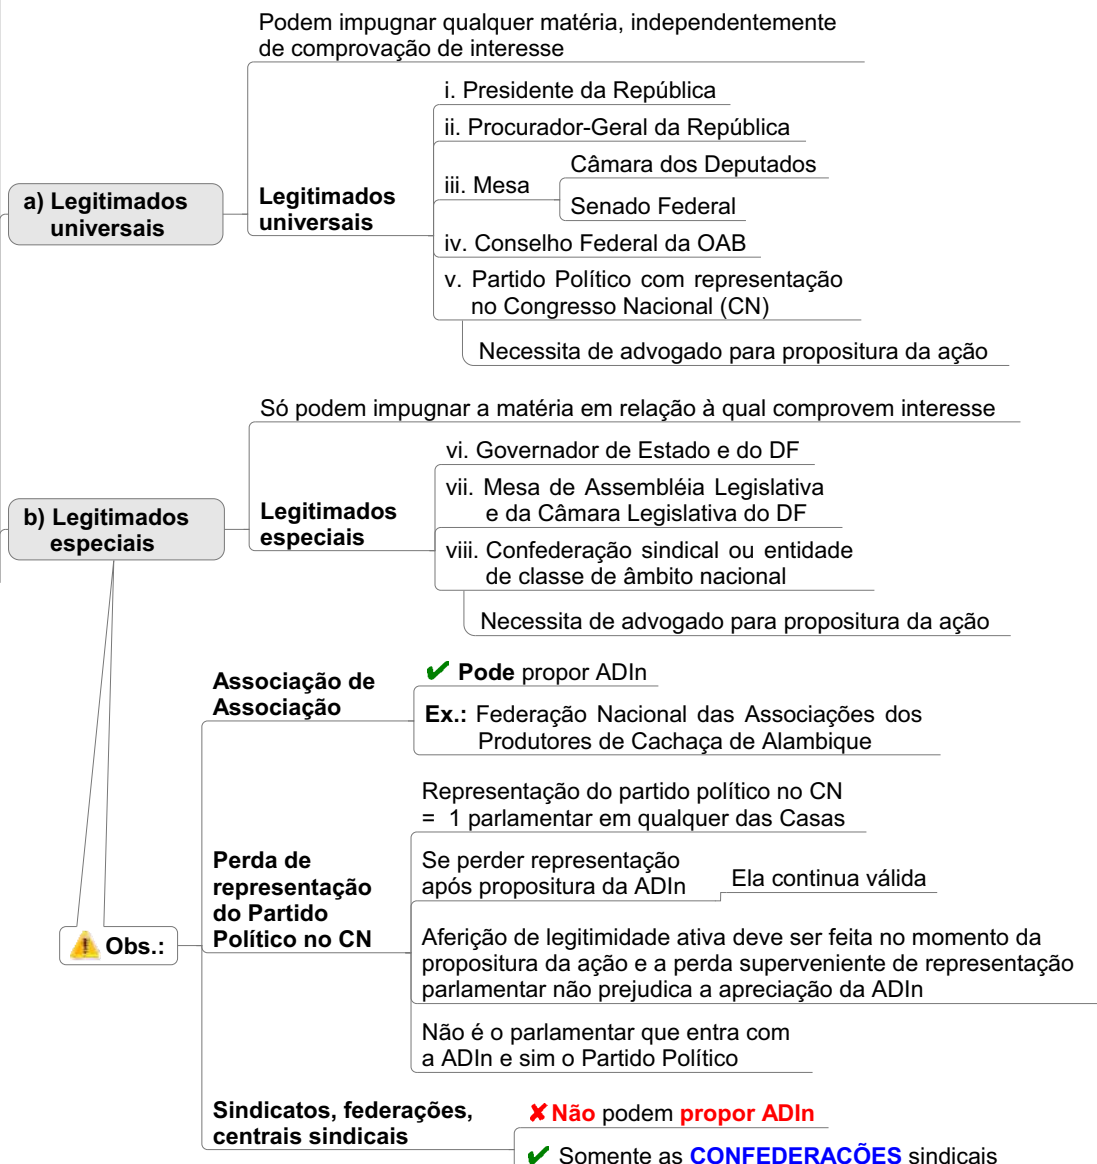 Podem impugnar qualquer matéria, independentemente
de comprovação de interesse
a) Legitimados
universais
Legitimados
universais
i. Presidente da República
ii. Procurador-Geral da República
iii. Mesa
Câmara dos Deputados
Senado Federal
iv. Conselho Federal da OAB
v. Partido Político com representação
no Congresso Nacional (CN)
Necessita de advogado para propositura da ação
Só podem impugnar a matéria em relação à qual comprovem interesse
b) Legitimados
especiais
Legitimados
especiais
vi. Governador de Estado e do DF
vii. Mesa de Assembléia Legislativa
e da Câmara Legislativa do DF
viii. Confederação sindical ou entidade
de classe de âmbito nacional
Necessita de advogado para propositura da ação
Obs.:
Associação de
Associação
✔ Pode propor ADIn
Ex.: Federação Nacional das Associações dos
Produtores de Cachaça de Alambique
Perda de
representação
do Partido
Político no CN
Representação do partido político no CN
= 1 parlamentar em qualquer das Casas
Se perder representação
após propositura da ADIn
Ela continua válida
Aferição de legitimidade ativa deve ser feita no momento da
propositura da ação e a perda superveniente de representação
parlamentar não prejudica a apreciação da ADIn
Não é o parlamentar que entra com
a ADIn e sim o Partido Político
Sindicatos, federações,
centrais sindicais
✘ Não podem propor ADIn
✔ Somente as CONFEDERAÇÕES sindicais